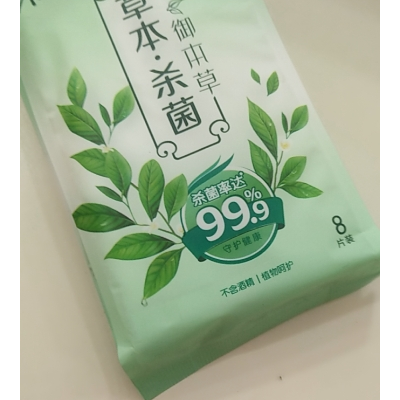 御本草
草本·杀菌
杀菌率达
99.9%
守护健康
8
片装
不含酒精 | 植物呵护